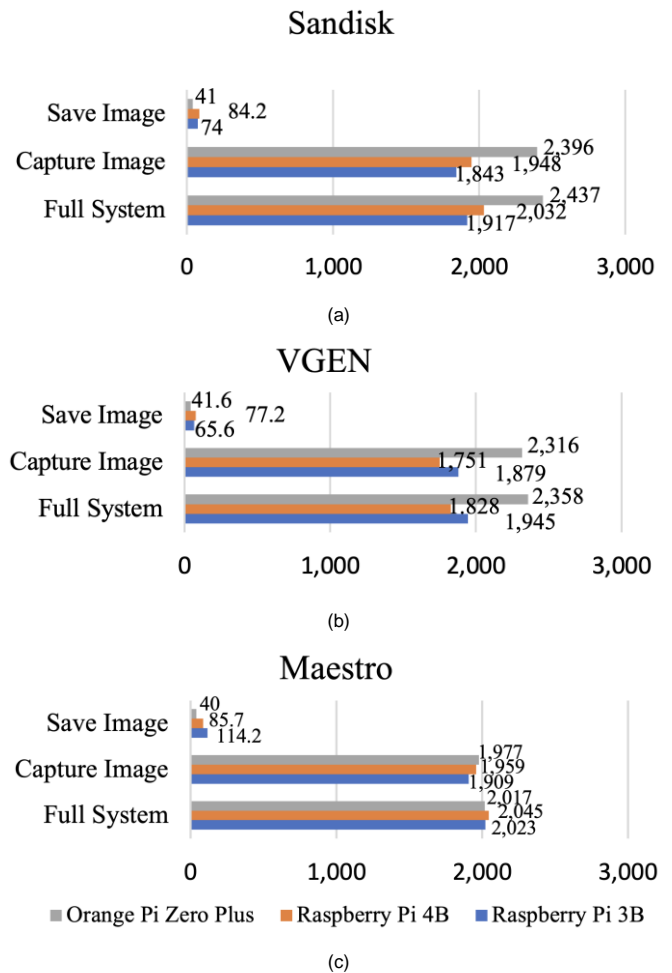 Sandisk
Save Image
41
84.2
74
Capture Image
2,396
1,948
1,843
Full System
2,437
2,032
1,917
0 1,000 2,000 3,000
(a)
VGEN
Save Image
41.6
77.2
65.6
Capture Image
2,316
1,751
1,879
Full System
2,358
1.828
1,945
0 1,000 2,000 3,000
(b)
Maestro
Save Image
40
85.7
114.2
Capture Image
1,977
1,959
1,909
Full System
2,017
2,045
2,023
0 1,000 2,000 3,000
Orange Pi Zero Plus Raspberry Pi 4B Raspberry Pi 3B
(c)